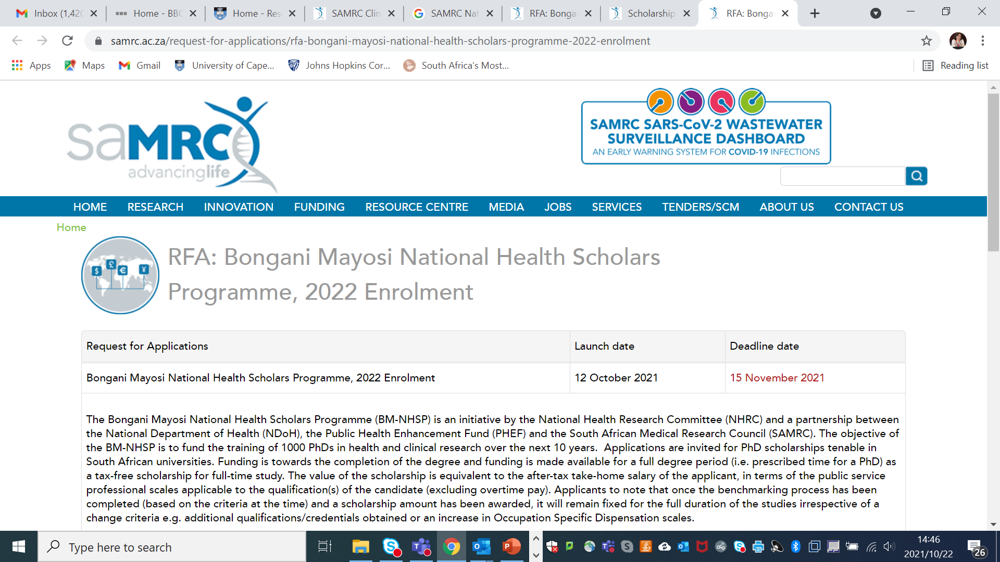 Inbox (1,420
Home - BBC
Home - Res
SAMRC Clin
SAMRC Nat
RFA: Bongan
Scholarship
RFA: Bongan
samrc.ac.za/request-for-applications/rfa-bongani-mayosi-national-health-scholars-programme-2022-enrolment
Apps
Maps
Gmail
University of Cape...
Johns Hopkins Cor...
South Africa's Most...
Reading list
saMRC
advancinglife
SAMRC SARS-CoV-2 WASTEWATER
SURVEILLANCE DASHBOARD
AN EARLY WARNING SYSTEM FOR COVID-19 INFECTIONS
HOME RESEARCH INNOVATION FUNDING RESOURCE CENTRE MEDIA JOBS SERVICES TENDERS/SCM ABOUT US CONTACT US
Home
$ £ € ¥
RFA: Bongani Mayosi National Health Scholars
Programme, 2022 Enrolment
Request for Applications Launch date Deadline date
Bongani Mayosi National Health Scholars Programme, 2022 Enrolment 12 October 2021 15 November 2021
The Bongani Mayosi National Health Scholars Programme (BM-NHSP) is an initiative by the National Health Research Committee (NHRC) and a partnership between
the National Department of Health (NDoH), the Public Health Enhancement Fund (PHEF) and the South African Medical Research Council (SAMRC). The objective of
the BM-NHSP is to fund the training of 1000 PhDs in health and clinical research over the next 10 years. Applications are invited for PhD scholarships tenable in
South African universities. Funding is towards the completion of the degree and funding is made available for a full degree period (i.e. prescribed time for a PhD) as
a tax-free scholarship for full-time study. The value of the scholarship is equivalent to the after-tax take-home salary of the applicant, in terms of the public service
professional scales applicable to the qualification(s) of the candidate (excluding overtime pay). Applicants to note that once the benchmarking process has been
completed (based on the criteria at the time) and a scholarship amount has been awarded, it will remain fixed for the full duration of the studies irrespective of a
change criteria e.g. additional qualifications/credentials obtained or an increase in Occupation Specific Dispensation scales.
Type here to search
14:46
2021/10/22
26